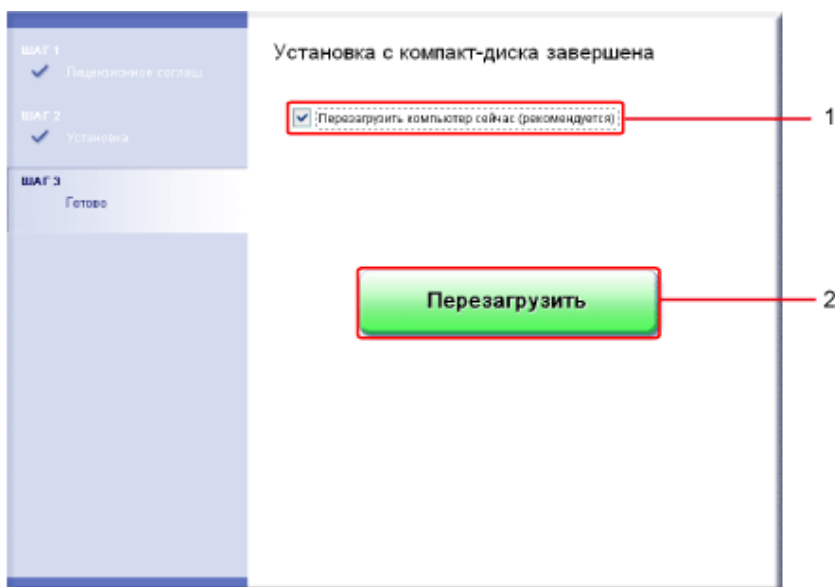 ШАГ 1
Лицензионное соглаш
ШАГ 2
Установка
ШАГ 3
Готово
Установка с компакт-диска завершена
Перезагрузить компьютер сейчас (рекомендуется)
1
Перезагрузить
2